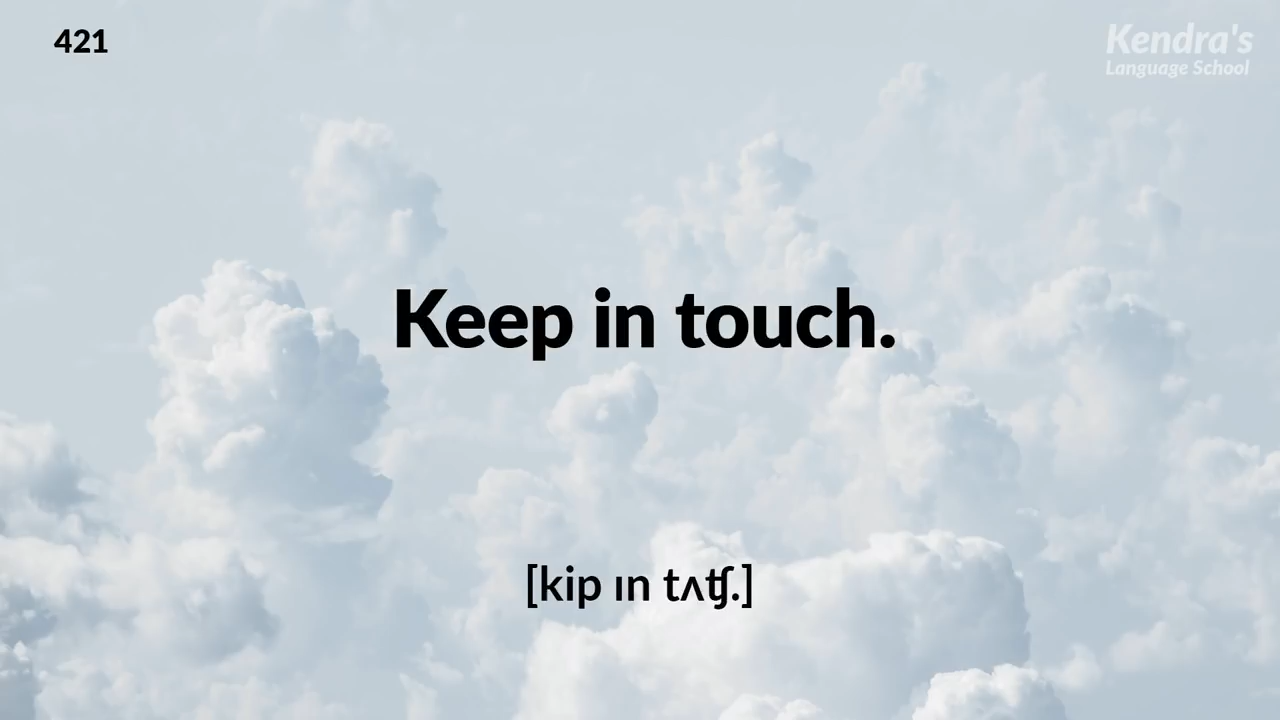 421
Kendra's
Language School
Keep in touch.
[kip ɪn tʌʧ.]